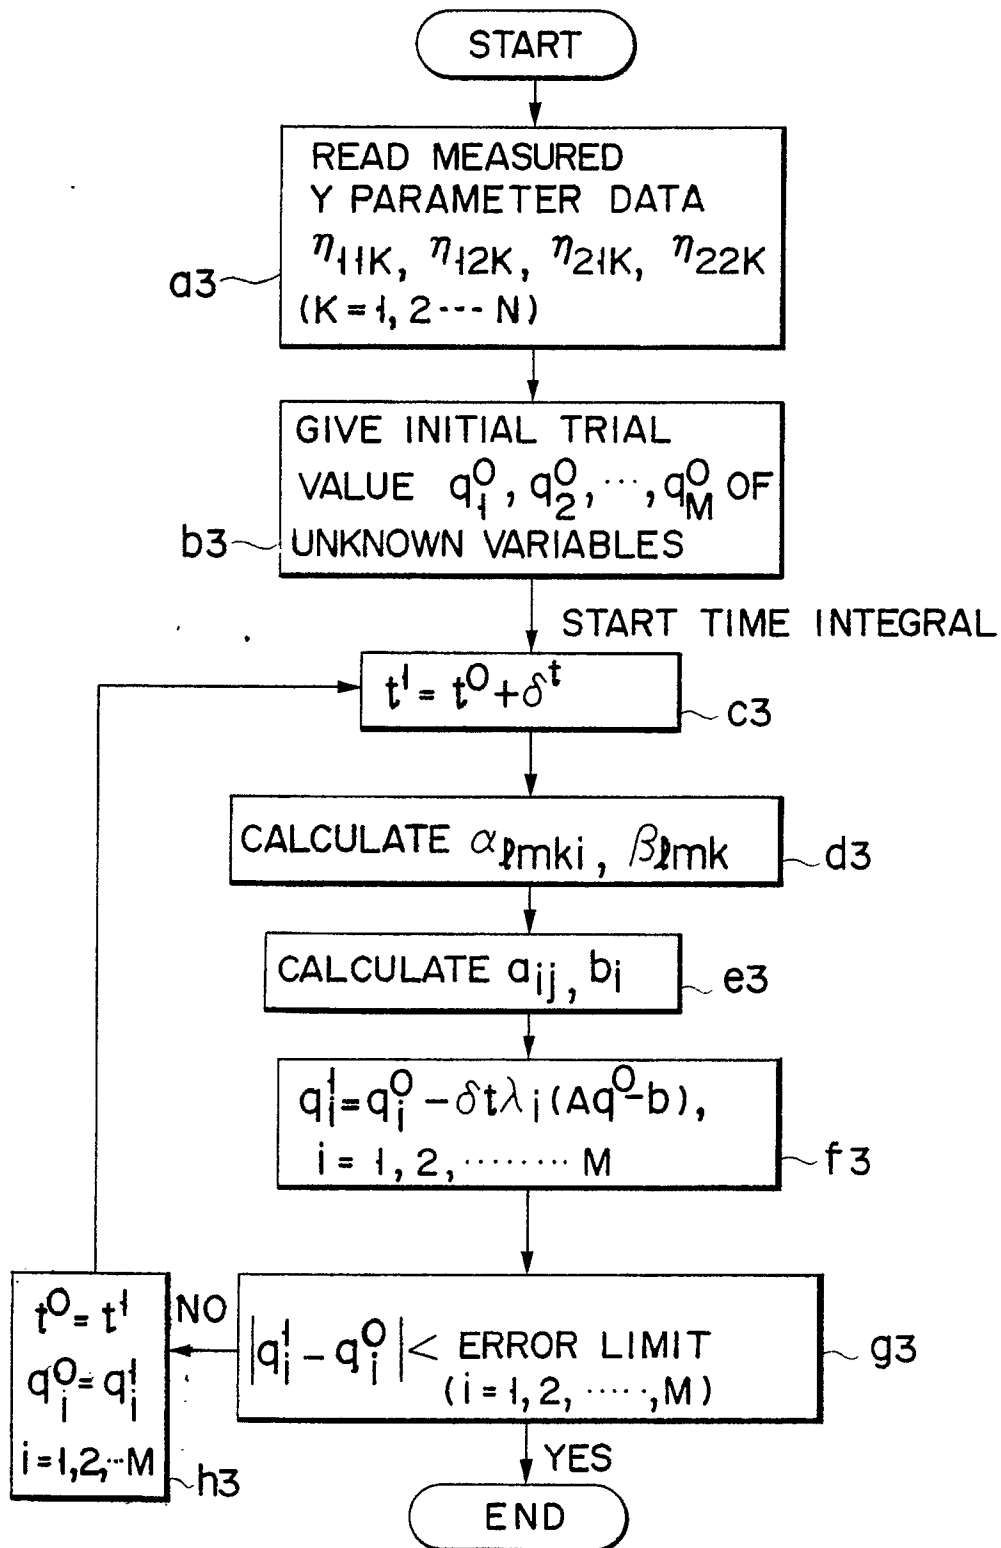 START
READ MEASURED
Y PARAMETER DATA
η11K, η12K, η21K, η22K
(K=1, 2--- N)
a3
GIVE INITIAL TRIAL
VALUE q₁⁰, q₂⁰, ..., q_M⁰ OF
UNKNOWN VARIABLES
b3
START TIME INTEGRAL
t¹ = t⁰ + δᵗ
c3
CALCULATE αℓmki, βℓmk
d3
CALCULATE aij, bi
e3
qi¹ = qi⁰ - δtλi(Aq⁰-b),
i = 1, 2, ········ M
f3
|qi¹ - qi⁰| < ERROR LIMIT
(i = 1, 2, ·····, M)
g3
NO
t⁰ = t¹
qi⁰ = qi¹
i = 1,2,··M
h3
YES
END